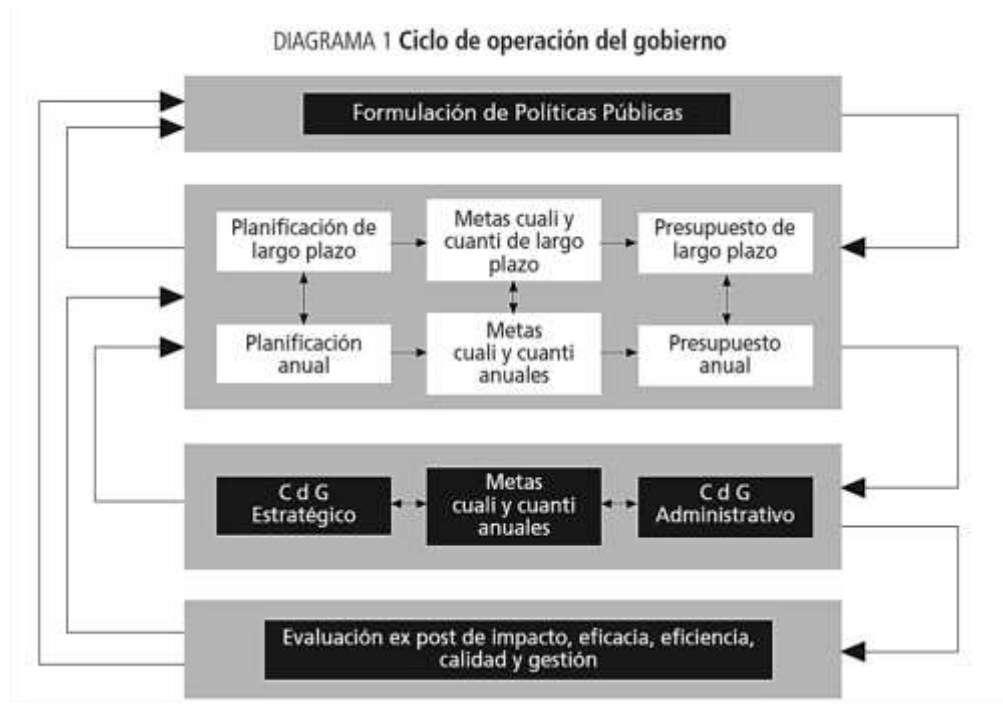 DIAGRAMA 1 Ciclo de operación del gobierno
Formulación de Políticas Públicas
Planificación de
largo plazo
Metas cuali y
cuanti de largo
plazo
Presupuesto de
largo plazo
Planificación
anual
Metas
cuali y cuanti
anuales
Presupuesto
anual
C d G
Estratégico
Metas
cuali y cuanti
anuales
C d G
Administrativo
Evaluación ex post de impacto, eficacia, eficiencia,
calidad y gestión